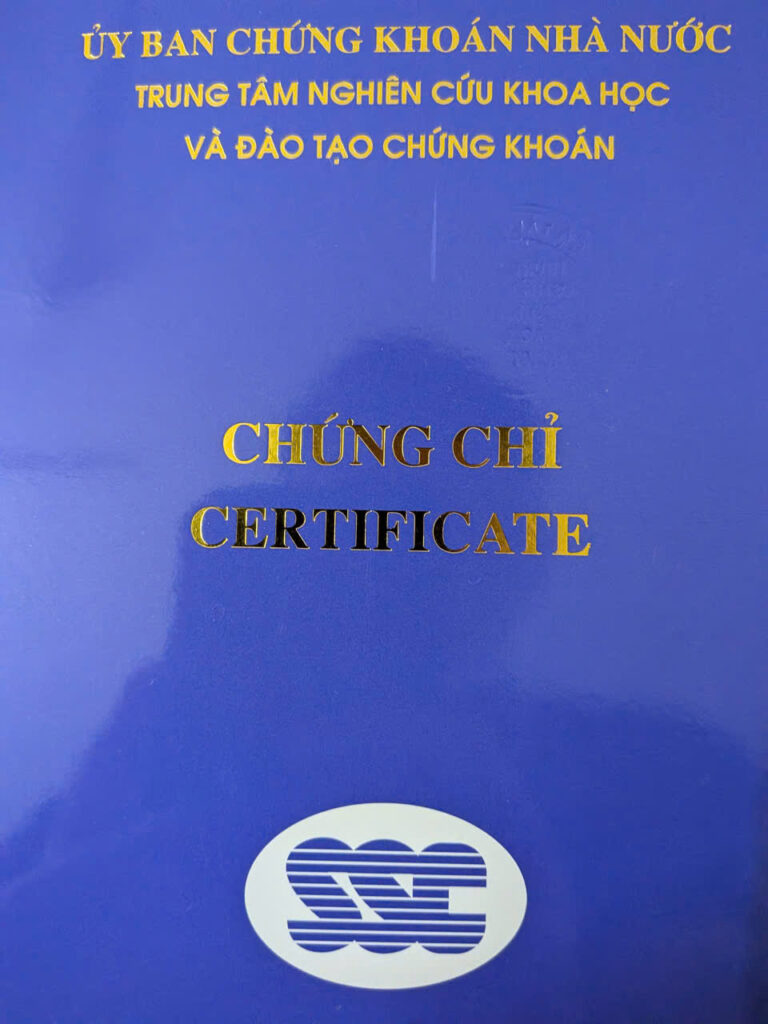 ỦY BAN CHỨNG KHOÁN NHÀ NƯỚC
TRUNG TÂM NGHIÊN CỨU KHOA HỌC
VÀ ĐÀO TẠO CHỨNG KHOÁN
CHỨNG CHỈ
CERTIFICATE
SSC